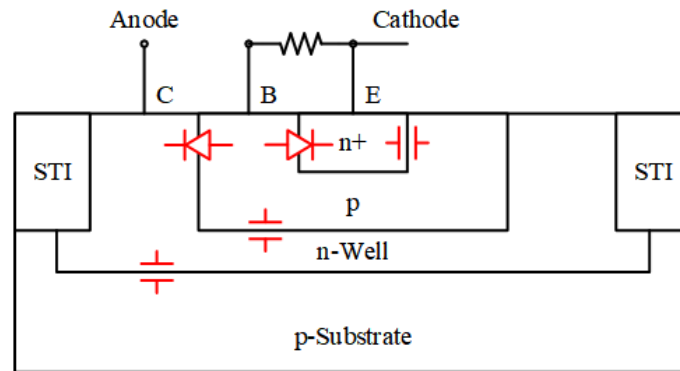 Anode
Cathode
C
B
E
STI
n+
STI
p
n-Well
p-Substrate